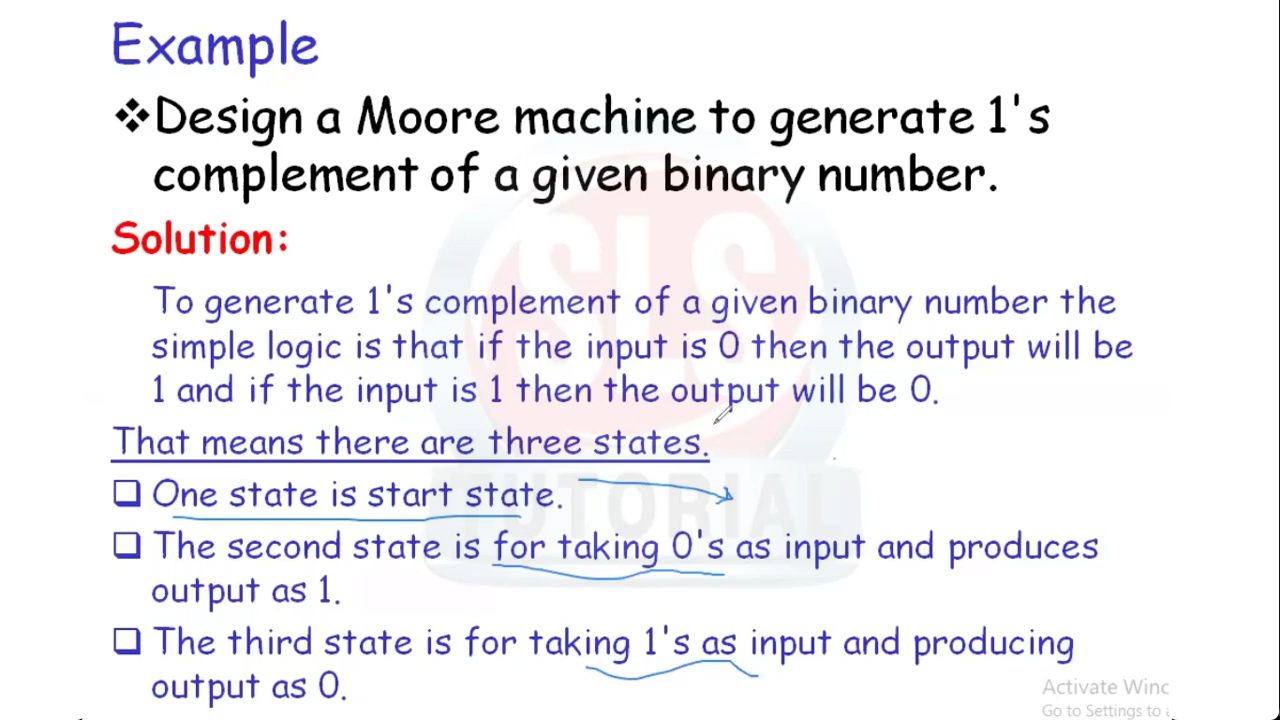 Example
❖Design a Moore machine to generate 1's
complement of a given binary number.
Solution:
To generate 1's complement of a given binary number the
simple logic is that if the input is 0 then the output will be
1 and if the input is 1 then the output will be 0.
That means there are three states.
❑ One state is start state.
❑ The second state is for taking 0's as input and produces
output as 1.
❑ The third state is for taking 1's as input and producing
output as 0.
SLS
TUTORIAL
Activate Winc
Go to Settings to